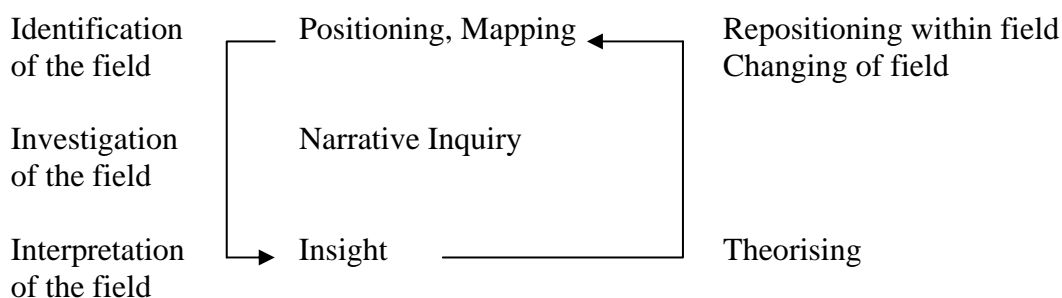 Identification Positioning, Mapping Repositioning within field
of the field Changing of field
Investigation Narrative Inquiry
of the field
Interpretation Insight Theorising
of the field